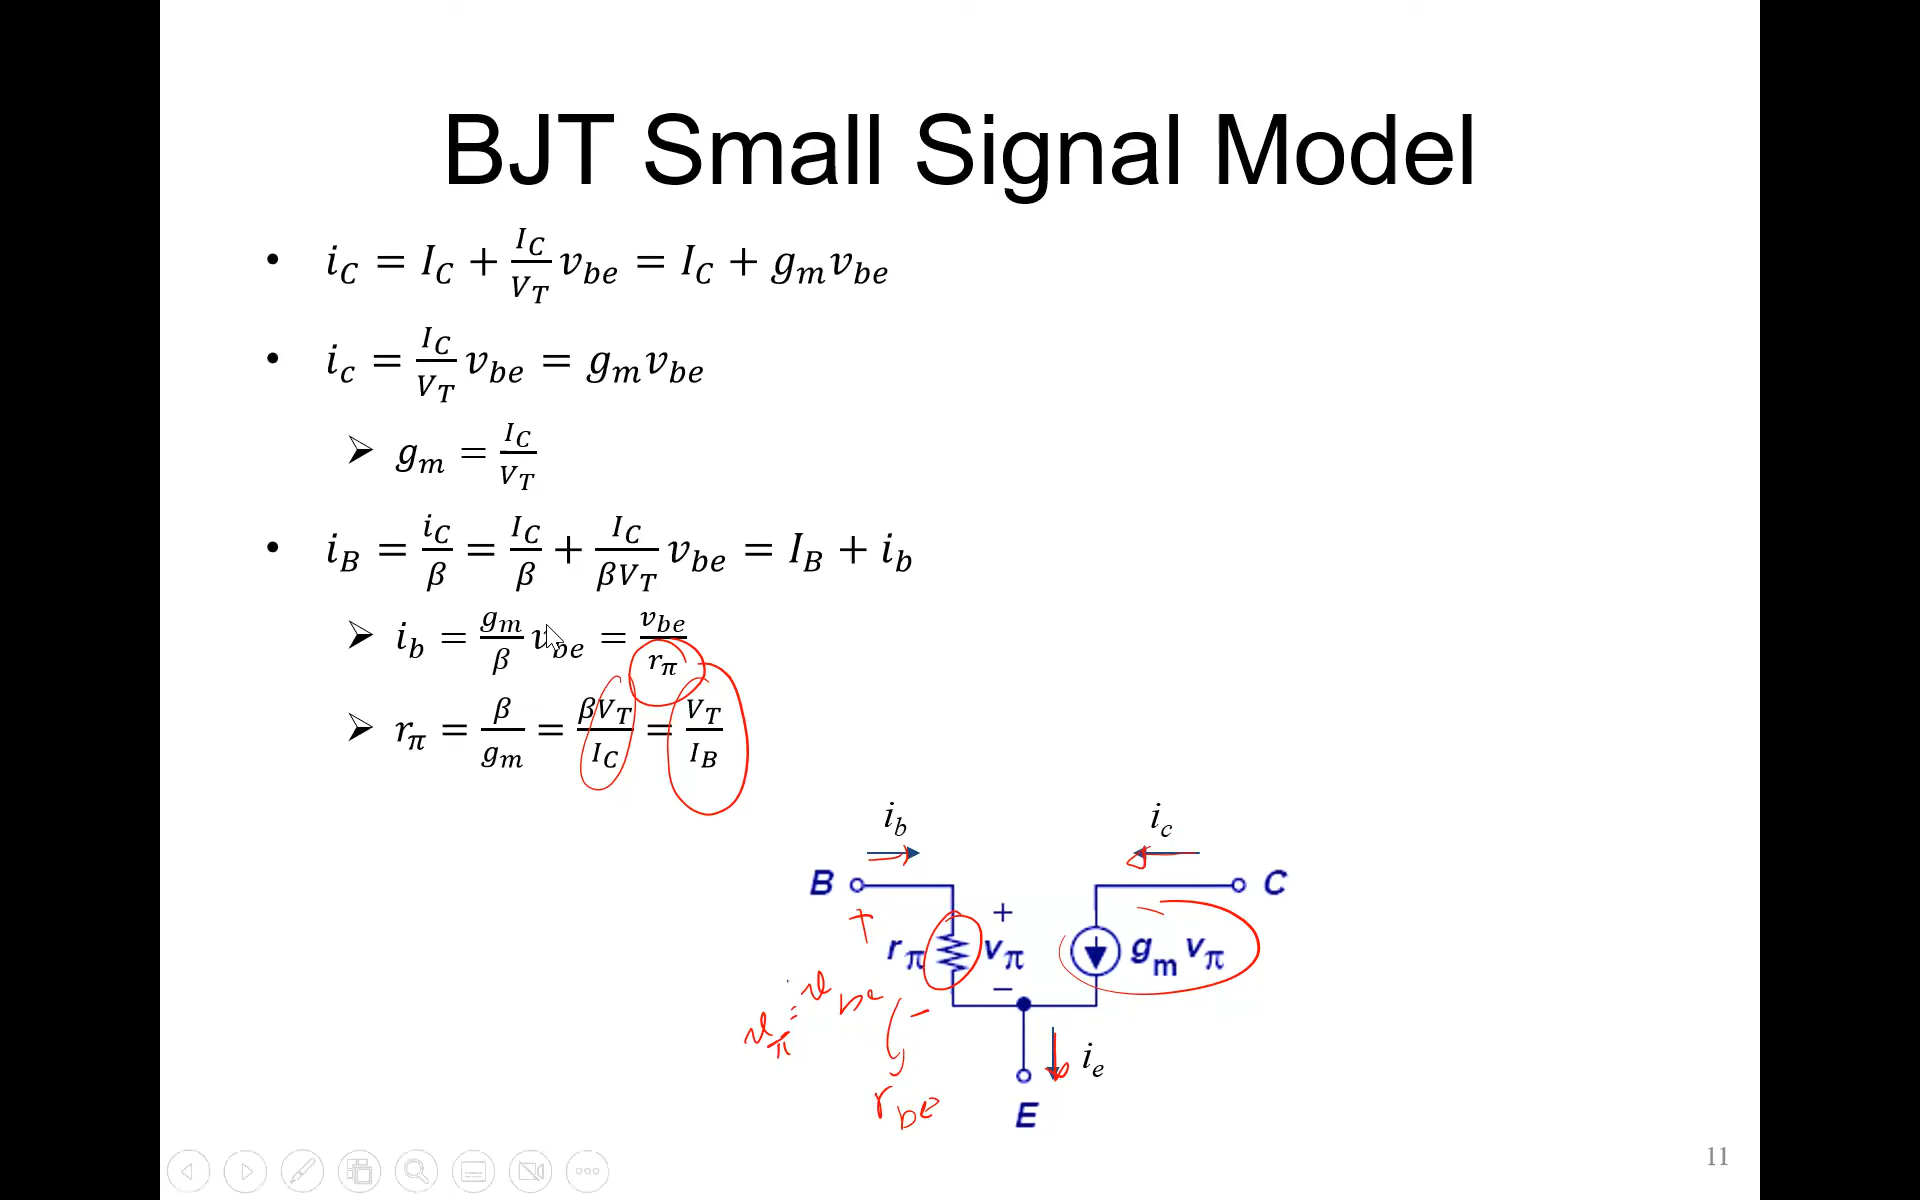 BJT Small Signal Model
• i_C = I_C + I_C/V_T v_be = I_C + g_m v_be
• i_c = I_C/V_T v_be = g_m v_be
➤ g_m = I_C/V_T
• i_B = i_C/β = I_C/β + I_C/(βV_T) v_be = I_B + i_b
➤ i_b = g_m/β v_be = v_be/r_π
➤ r_π = β/g_m = βV_T/I_C = V_T/I_B
i_b
i_c
B
C
+
+
r_π
v_π
g_m v_π
−
−
v_π = v_be
i_e
r_be
E
11